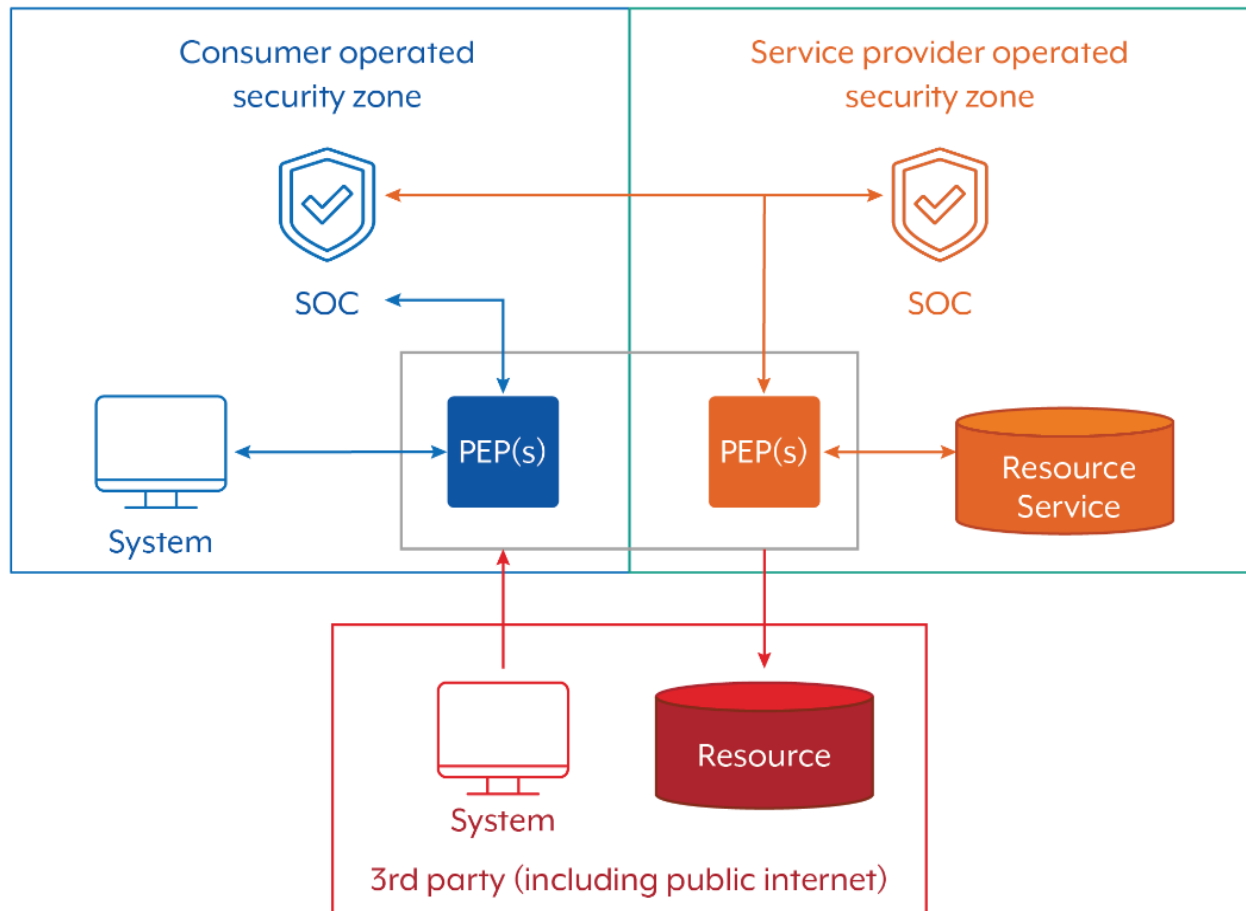 Consumer operated
security zone
Service provider operated
security zone
SOC
SOC
PEP(s)
PEP(s)
Resource
Service
System
System
Resource
3rd party (including public internet)